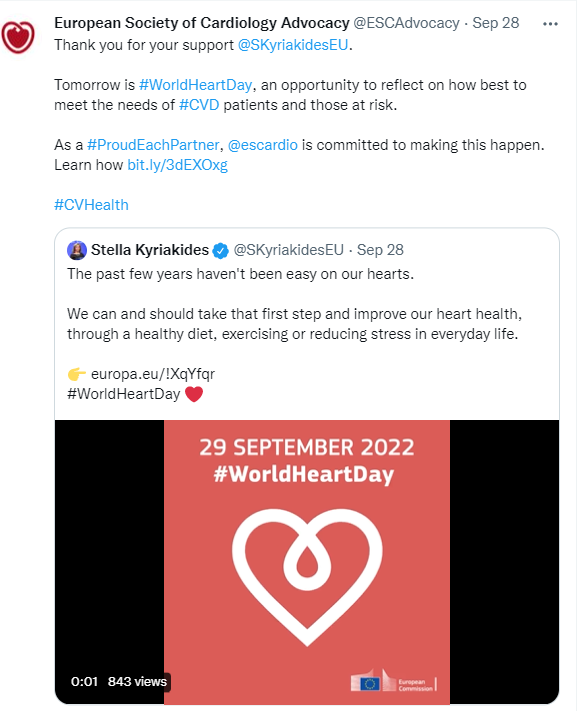 European Society of Cardiology Advocacy @ESCAdvocacy · Sep 28
Thank you for your support @SKyriakidesEU.
Tomorrow is #WorldHeartDay, an opportunity to reflect on how best to
meet the needs of #CVD patients and those at risk.
As a #ProudEachPartner, @escardio is committed to making this happen.
Learn how bit.ly/3dEXOxg
#CVHealth
Stella Kyriakides @SKyriakidesEU · Sep 28
The past few years haven't been easy on our hearts.
We can and should take that first step and improve our heart health,
through a healthy diet, exercising or reducing stress in everyday life.
👉 europa.eu/!XqYfqr
#WorldHeartDay ❤️
29 SEPTEMBER 2022
#WorldHeartDay
0:01 843 views
European
Commission